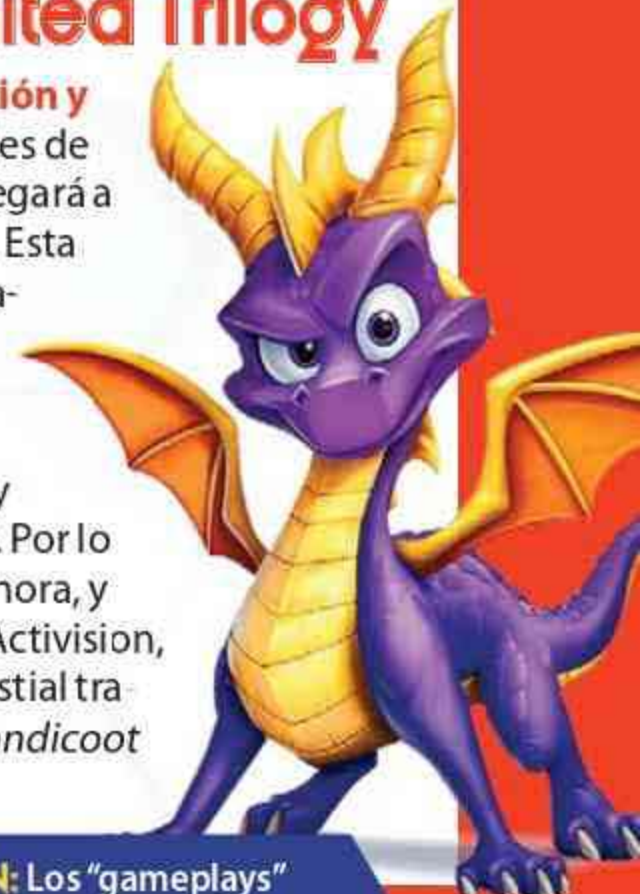 ited Trilogy
ión y
es de
egará a
Esta
a-
y
. Por lo
hora, y
Activision,
stial tra-
ndicoot
N: Los “gameplays”